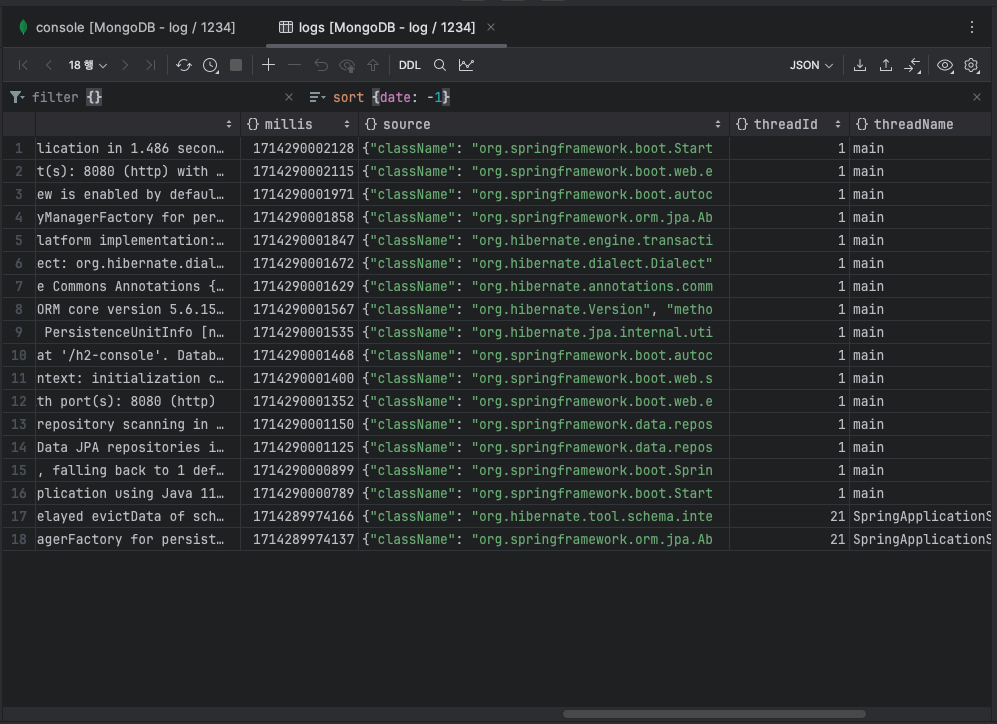 console [MongoDB - log / 1234] logs [MongoDB - log / 1234]
18 행 DDL JSON
filter {} sort {date: -1}
{} millis {} source {} threadId {} threadName
1 lication in 1.486 secon… 1714290002128 {"className": "org.springframework.boot.Start 1 main
2 t(s): 8080 (http) with … 1714290002115 {"className": "org.springframework.boot.web.e 1 main
3 ew is enabled by defaul… 1714290001971 {"className": "org.springframework.boot.autoc 1 main
4 yManagerFactory for per… 1714290001858 {"className": "org.springframework.orm.jpa.Ab 1 main
5 latform implementation:… 1714290001847 {"className": "org.hibernate.engine.transacti 1 main
6 ect: org.hibernate.dial… 1714290001672 {"className": "org.hibernate.dialect.Dialect" 1 main
7 e Commons Annotations {… 1714290001629 {"className": "org.hibernate.annotations.comm 1 main
8 ORM core version 5.6.15… 1714290001567 {"className": "org.hibernate.Version", "metho 1 main
9 PersistenceUnitInfo [n… 1714290001535 {"className": "org.hibernate.jpa.internal.uti 1 main
10 at '/h2-console'. Datab… 1714290001468 {"className": "org.springframework.boot.autoc 1 main
11 ntext: initialization c… 1714290001400 {"className": "org.springframework.boot.web.s 1 main
12 th port(s): 8080 (http) 1714290001352 {"className": "org.springframework.boot.web.e 1 main
13 repository scanning in … 1714290001150 {"className": "org.springframework.data.repos 1 main
14 Data JPA repositories i… 1714290001125 {"className": "org.springframework.data.repos 1 main
15 , falling back to 1 def… 1714290000899 {"className": "org.springframework.boot.Sprin 1 main
16 plication using Java 11… 1714290000789 {"className": "org.springframework.boot.Start 1 main
17 elayed evictData of sch… 1714289974166 {"className": "org.hibernate.tool.schema.inte 21 SpringApplicationS
18 agerFactory for persist… 1714289974137 {"className": "org.springframework.orm.jpa.Ab 21 SpringApplicationS